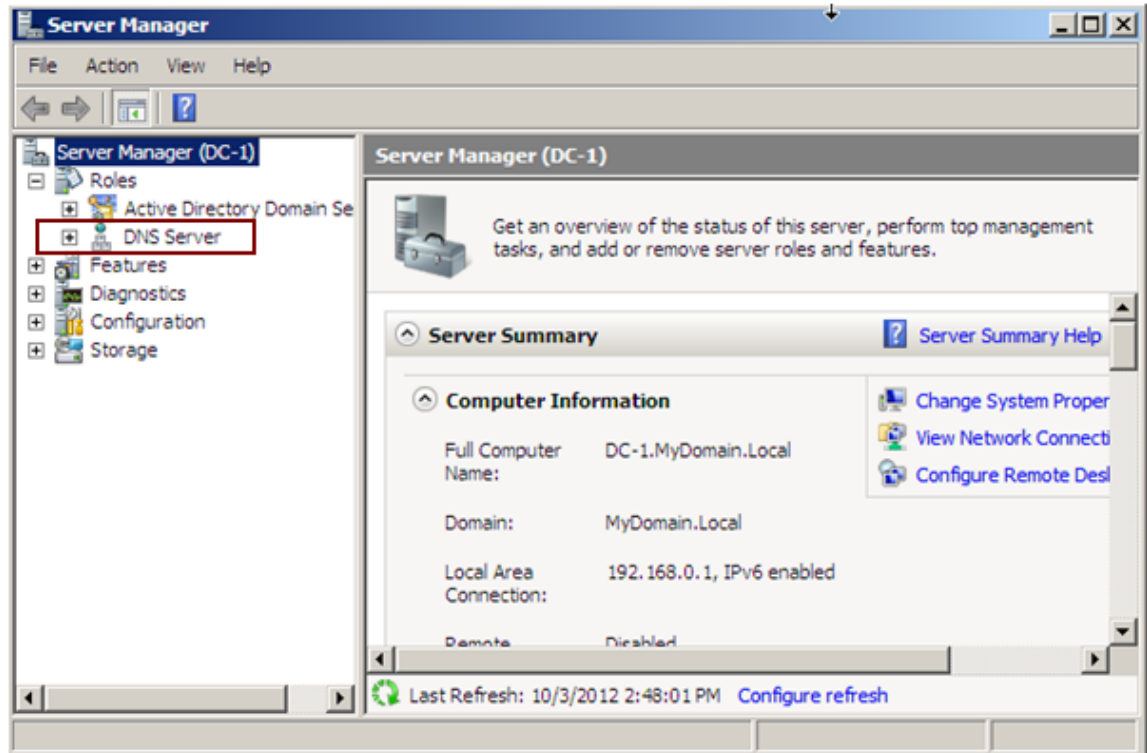 Server Manager
File Action View Help
Server Manager (DC-1)
Roles
Active Directory Domain Se
DNS Server
Features
Diagnostics
Configuration
Storage
Server Manager (DC-1)
Get an overview of the status of this server, perform top management
tasks, and add or remove server roles and features.
Server Summary
Server Summary Help
Computer Information
Change System Proper
View Network Connecti
Configure Remote Desl
Full Computer
Name:
DC-1.MyDomain.Local
Domain:
MyDomain.Local
Local Area
Connection:
192.168.0.1, IPv6 enabled
Remote
Disabled
Last Refresh: 10/3/2012 2:48:01 PM Configure refresh